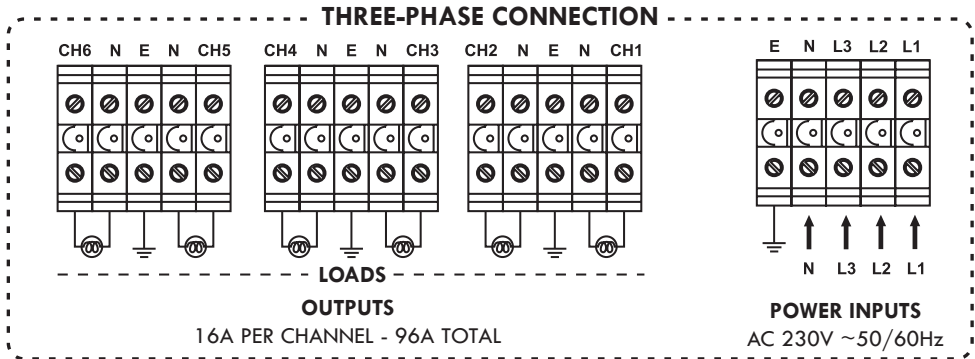 THREE-PHASE CONNECTION
CH6 N E N CH5
CH4 N E N CH3
CH2 N E N CH1
E N L3 L2 L1
N L3 L2 L1
LOADS
OUTPUTS
16A PER CHANNEL - 96A TOTAL
POWER INPUTS
AC 230V ~50/60Hz